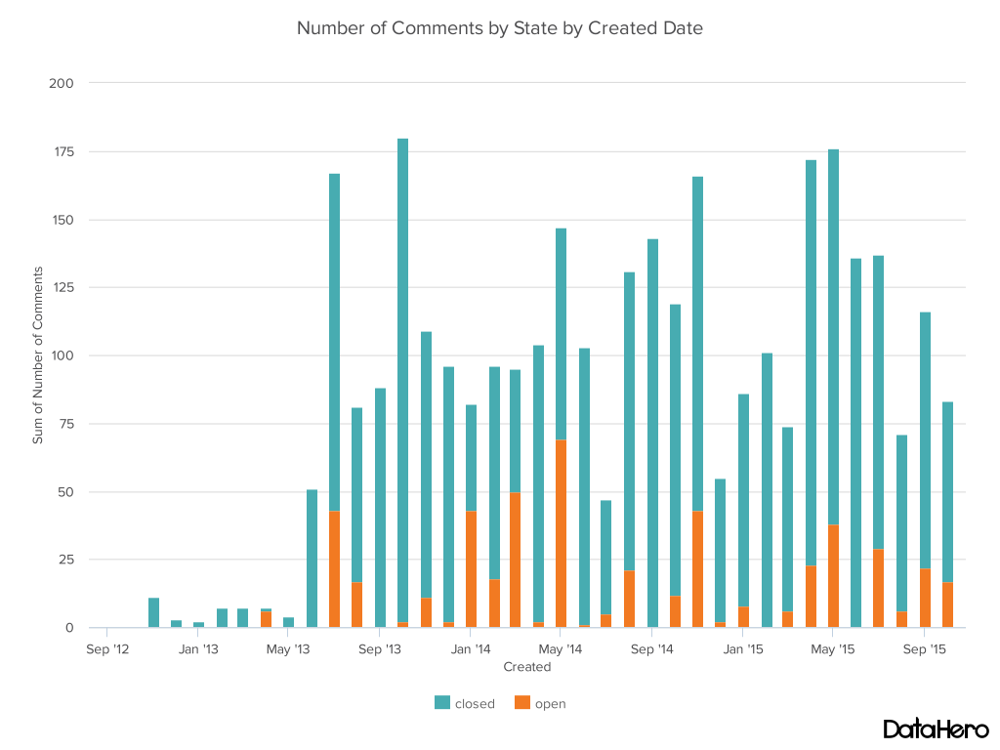 Number of Comments by State by Created Date
200
175
150
125
100
75
50
25
0
Sum of Number of Comments
Sep '12 Jan '13 May '13 Sep '13 Jan '14 May '14 Sep '14 Jan '15 May '15 Sep '15
Created
closed open
DataHero